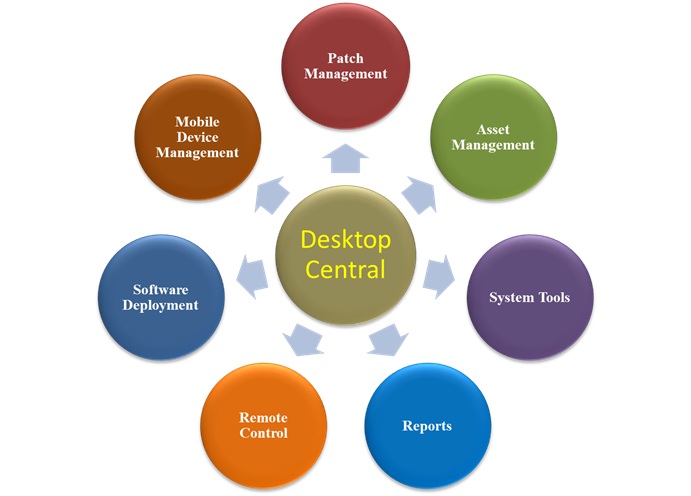 Patch
Management
Mobile
Device
Management
Asset
Management
Desktop
Central
Software
Deployment
System Tools
Remote
Control
Reports